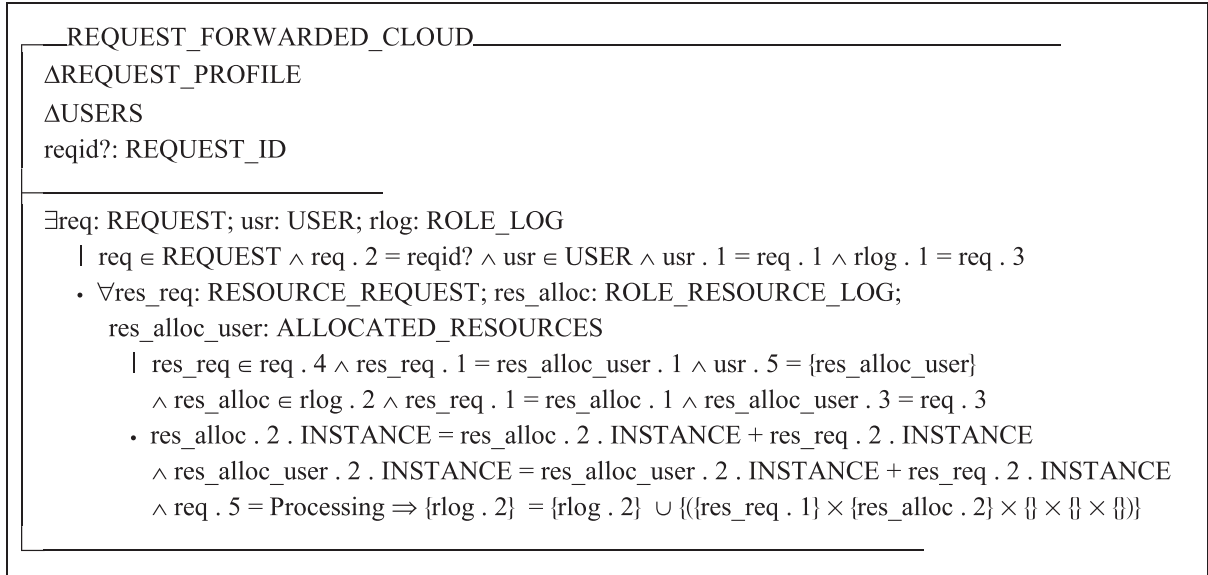 REQUEST_FORWARDED_CLOUD
ΔREQUEST_PROFILE
ΔUSERS
reqid?: REQUEST_ID
∃req: REQUEST; usr: USER; rlog: ROLE_LOG
| req ∈ REQUEST ∧ req . 2 = reqid? ∧ usr ∈ USER ∧ usr . 1 = req . 1 ∧ rlog . 1 = req . 3
• ∀res_req: RESOURCE_REQUEST; res_alloc: ROLE_RESOURCE_LOG;
res_alloc_user: ALLOCATED_RESOURCES
| res_req ∈ req . 4 ∧ res_req . 1 = res_alloc_user . 1 ∧ usr . 5 = {res_alloc_user}
∧ res_alloc ∈ rlog . 2 ∧ res_req . 1 = res_alloc . 1 ∧ res_alloc_user . 3 = req . 3
• res_alloc . 2 . INSTANCE = res_alloc . 2 . INSTANCE + res_req . 2 . INSTANCE
∧ res_alloc_user . 2 . INSTANCE = res_alloc_user . 2 . INSTANCE + res_req . 2 . INSTANCE
∧ req . 5 = Processing ⇒ {rlog . 2} = {rlog . 2} ∪ {({res_req . 1} × {res_alloc . 2} × {} × {} × {})}